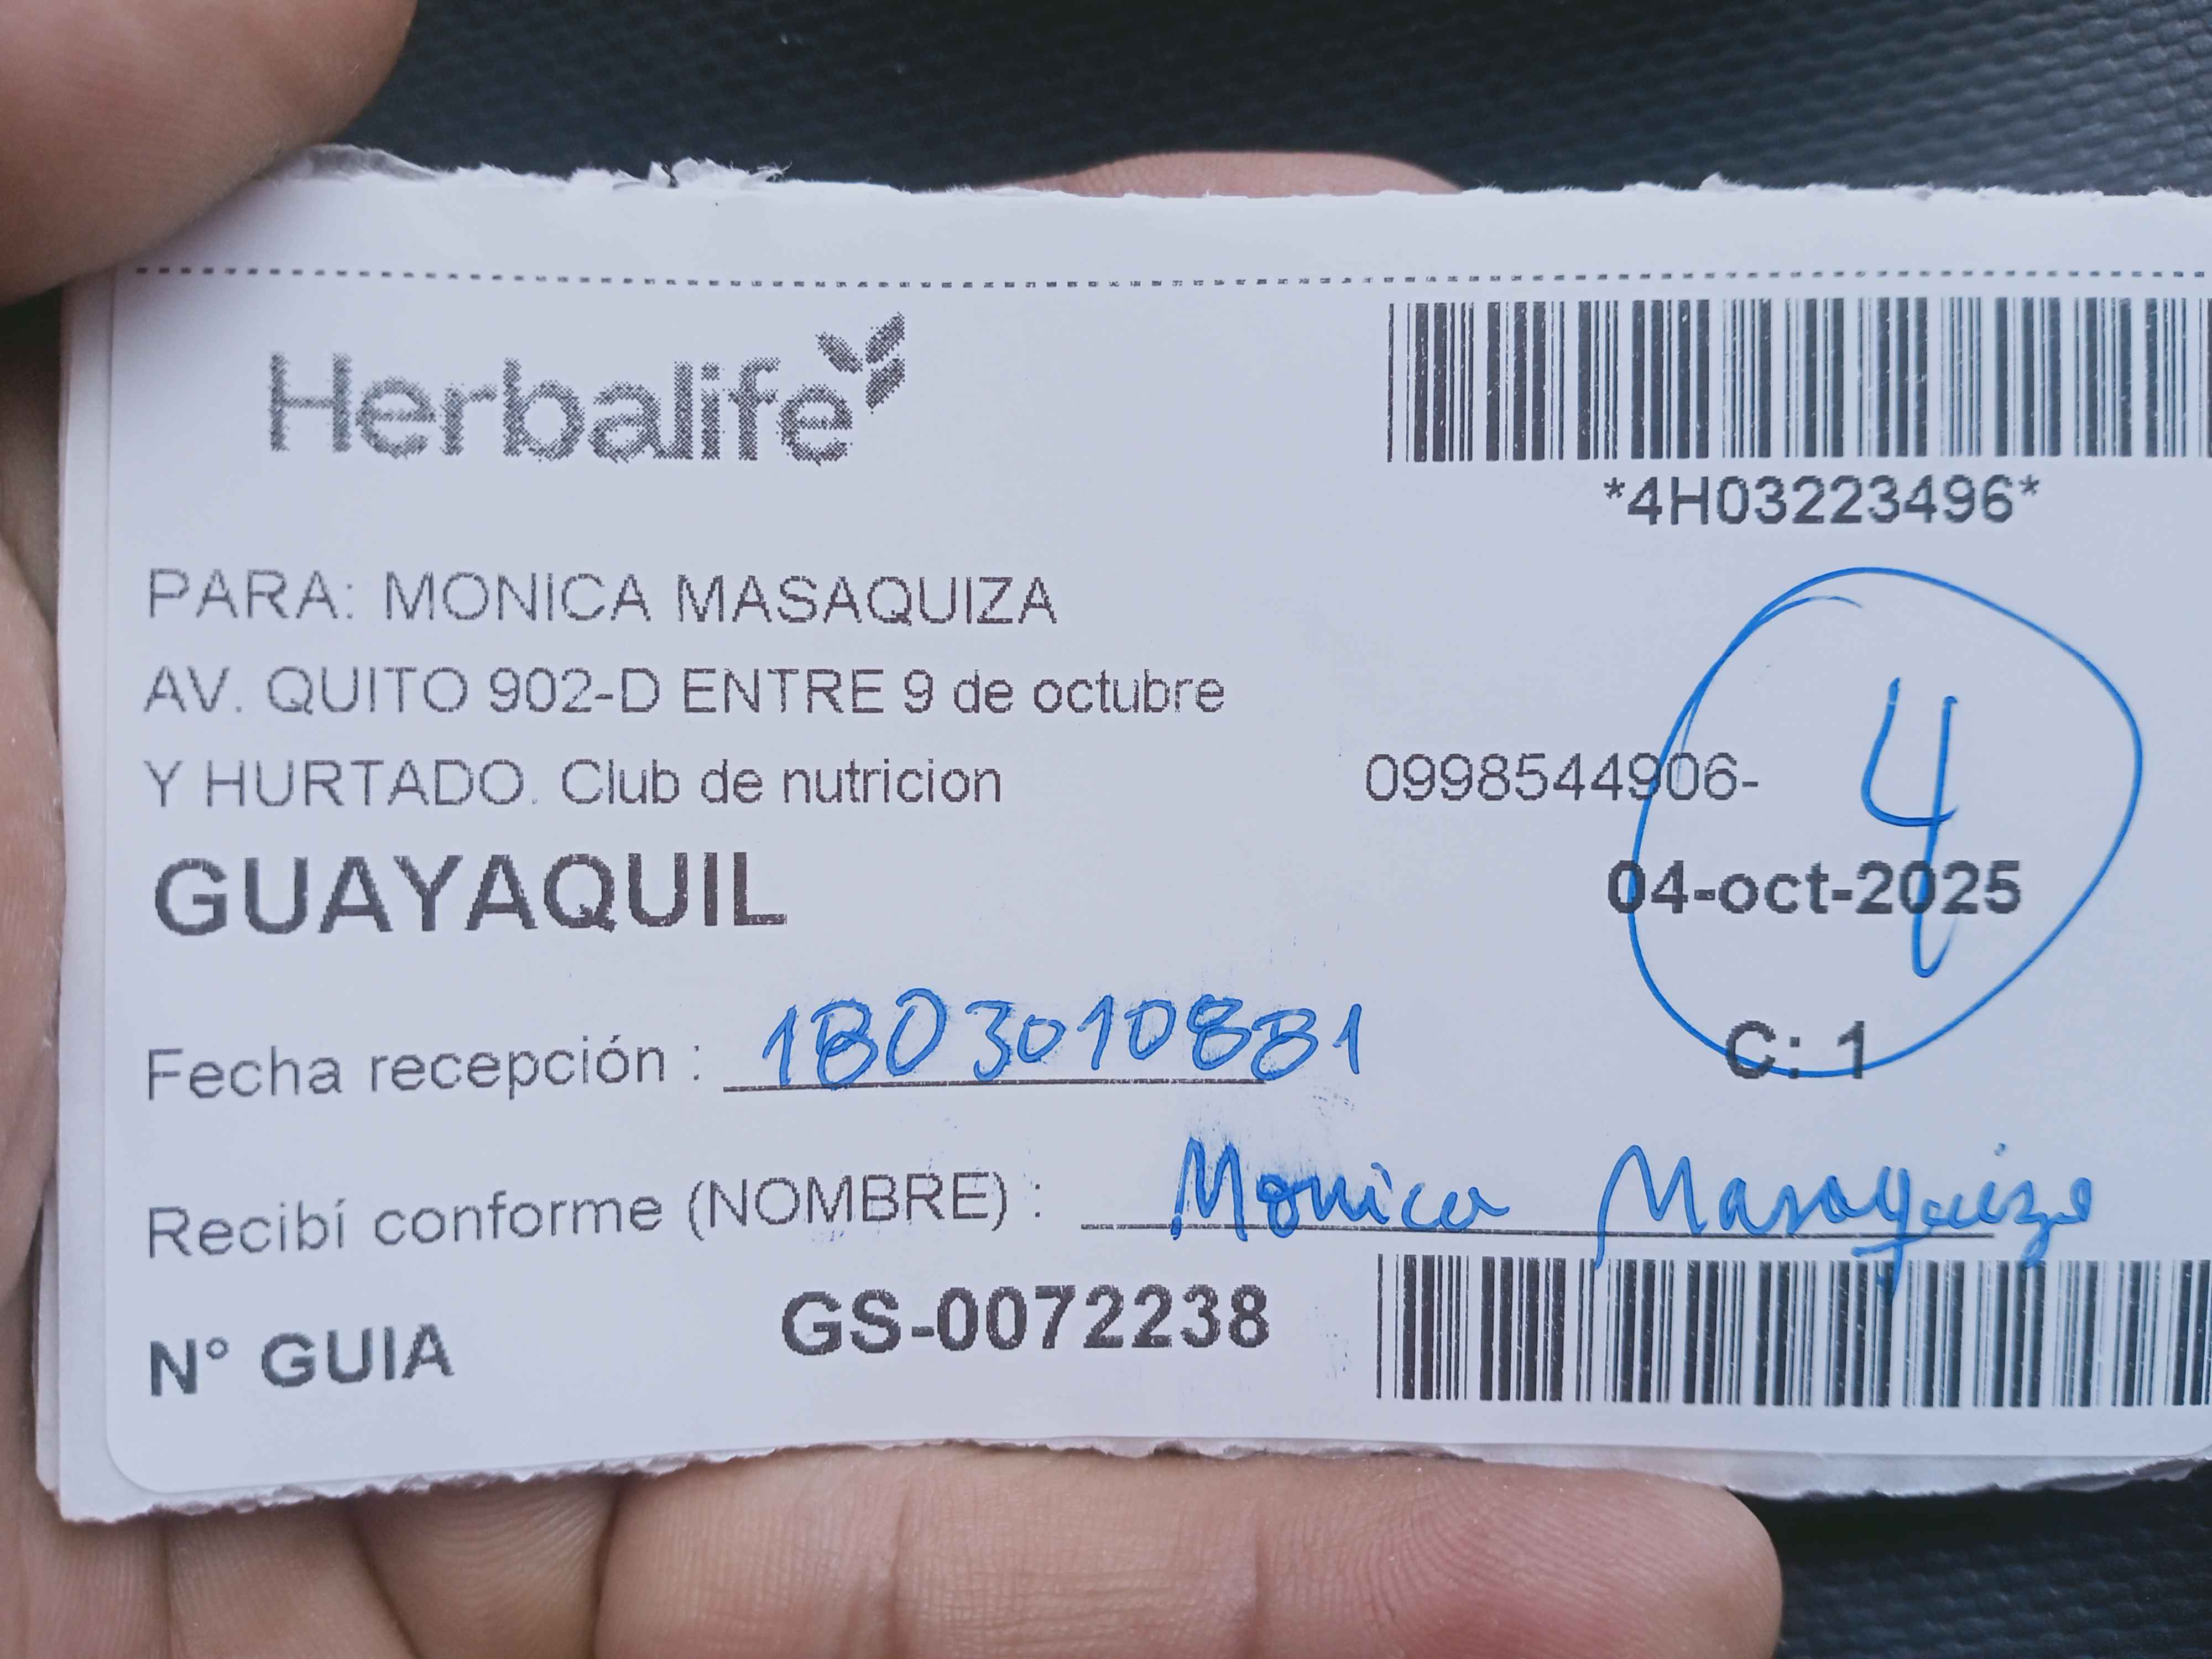 Herbalife
*4H03223496*
PARA: MONICA MASAQUIZA
AV. QUITO 902-D ENTRE 9 de octubre
Y HURTADO. Club de nutricion 0998544906-
4
GUAYAQUIL 04-oct-2025
C: 1
Fecha recepción : 1803010881
Recibí conforme (NOMBRE) : Monica Masaquiza
N° GUIA GS-0072238